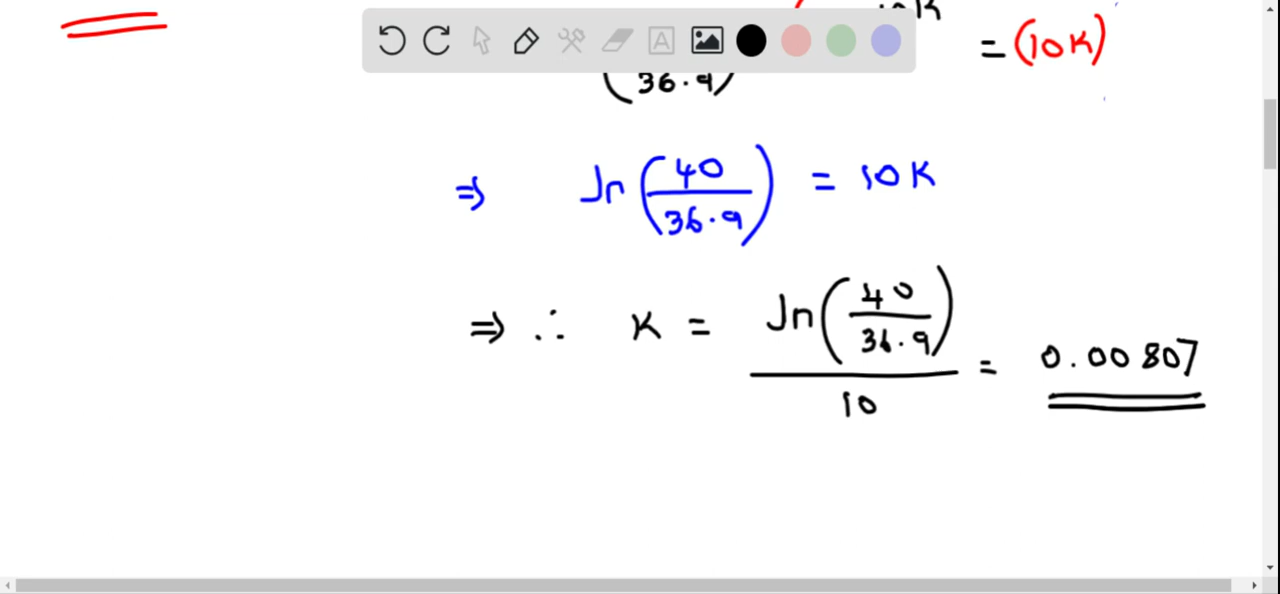 = (10K)
(36.9)
⇒ ln(40/36.9) = 10K
⇒ ∴ K = ln(40/36.9)/10 = 0.00807